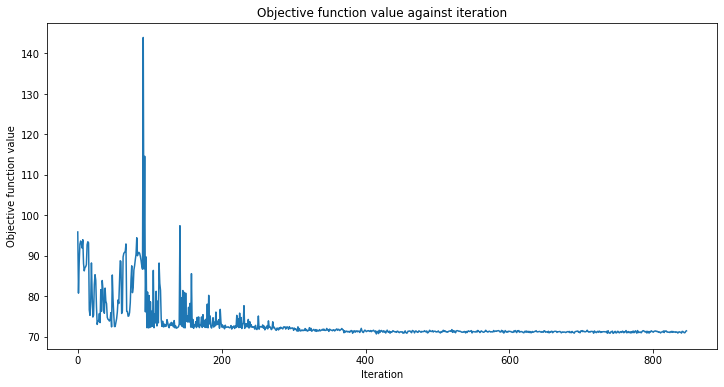 Objective function value against iteration
Objective function value
140
130
120
110
100
90
80
70
0 200 400 600 800
Iteration